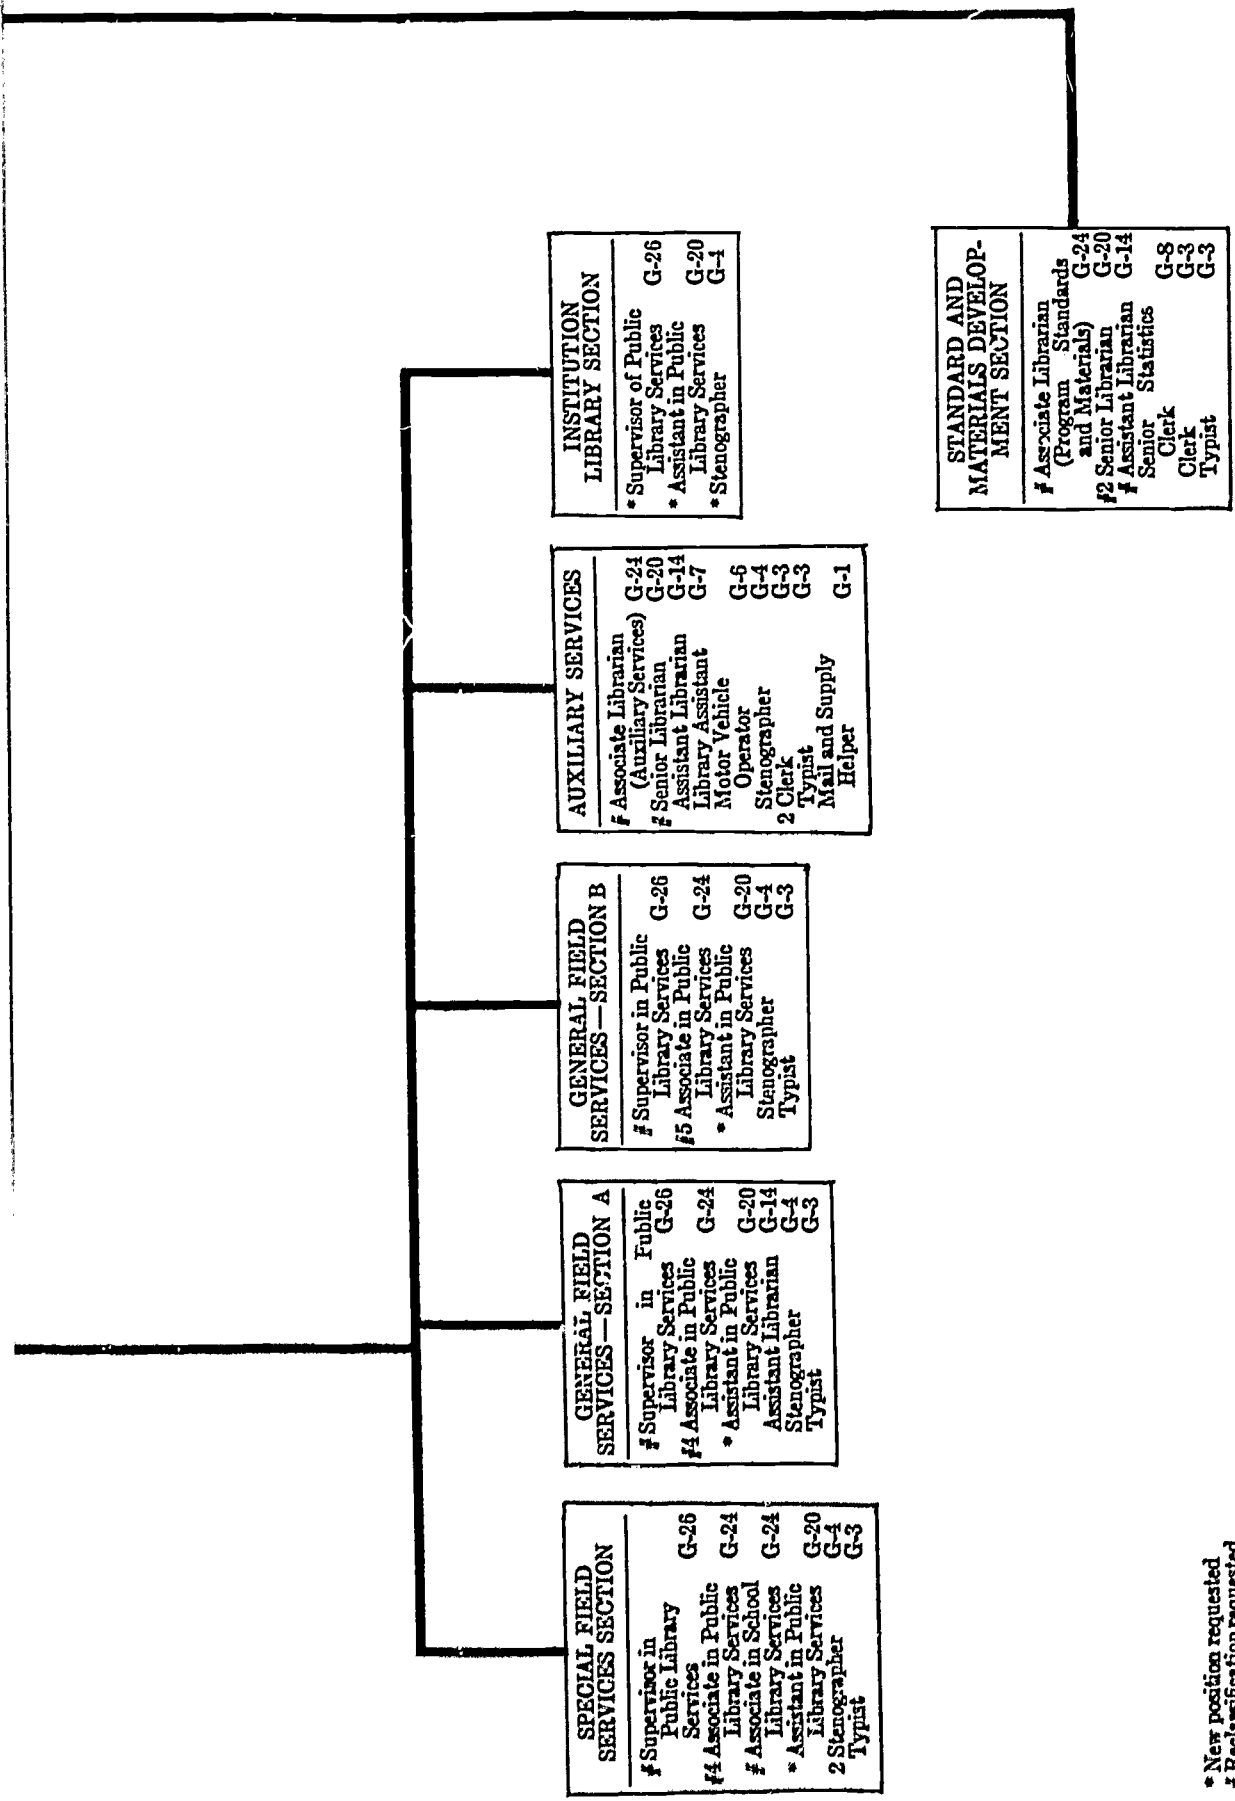 SPECIAL FIELD
SERVICES SECTION
# Supervisor in
Public Library
Services G-26
#4 Associate in Public
Library Services G-24
# Associate in School
Library Services G-24
* Assistant in Public
Library Services G-20
2 Stenographer G-4
Typist G-3
GENERAL FIELD
SERVICES—SECTION A
# Supervisor in Public
Library Services G-26
#4 Associate in Public
Library Services G-24
* Assistant in Public
Library Services G-20
Assistant Librarian G-14
Stenographer G-4
Typist G-3
GENERAL FIELD
SERVICES—SECTION B
# Supervisor in Public
Library Services G-26
#5 Associate in Public
Library Services G-24
* Assistant in Public
Library Services G-20
Stenographer G-4
Typist G-3
AUXILIARY SERVICES
# Associate Librarian
(Auxiliary Services) G-24
# Senior Librarian G-20
Assistant Librarian G-14
Library Assistant G-7
Motor Vehicle
Operator G-6
Stenographer G-4
2 Clerk G-3
Typist G-3
Mail and Supply
Helper G-1
INSTITUTION
LIBRARY SECTION
* Supervisor of Public
Library Services G-26
* Assistant in Public
Library Services G-20
* Stenographer G-4
STANDARD AND
MATERIALS DEVELOP-
MENT SECTION
# Associate Librarian
(Program Standards
and Materials) G-24
#2 Senior Librarian G-20
# Assistant Librarian G-14
Senior Statistics
Clerk G-8
Clerk G-3
Typist G-3
* New position requested
# Reclassification requested